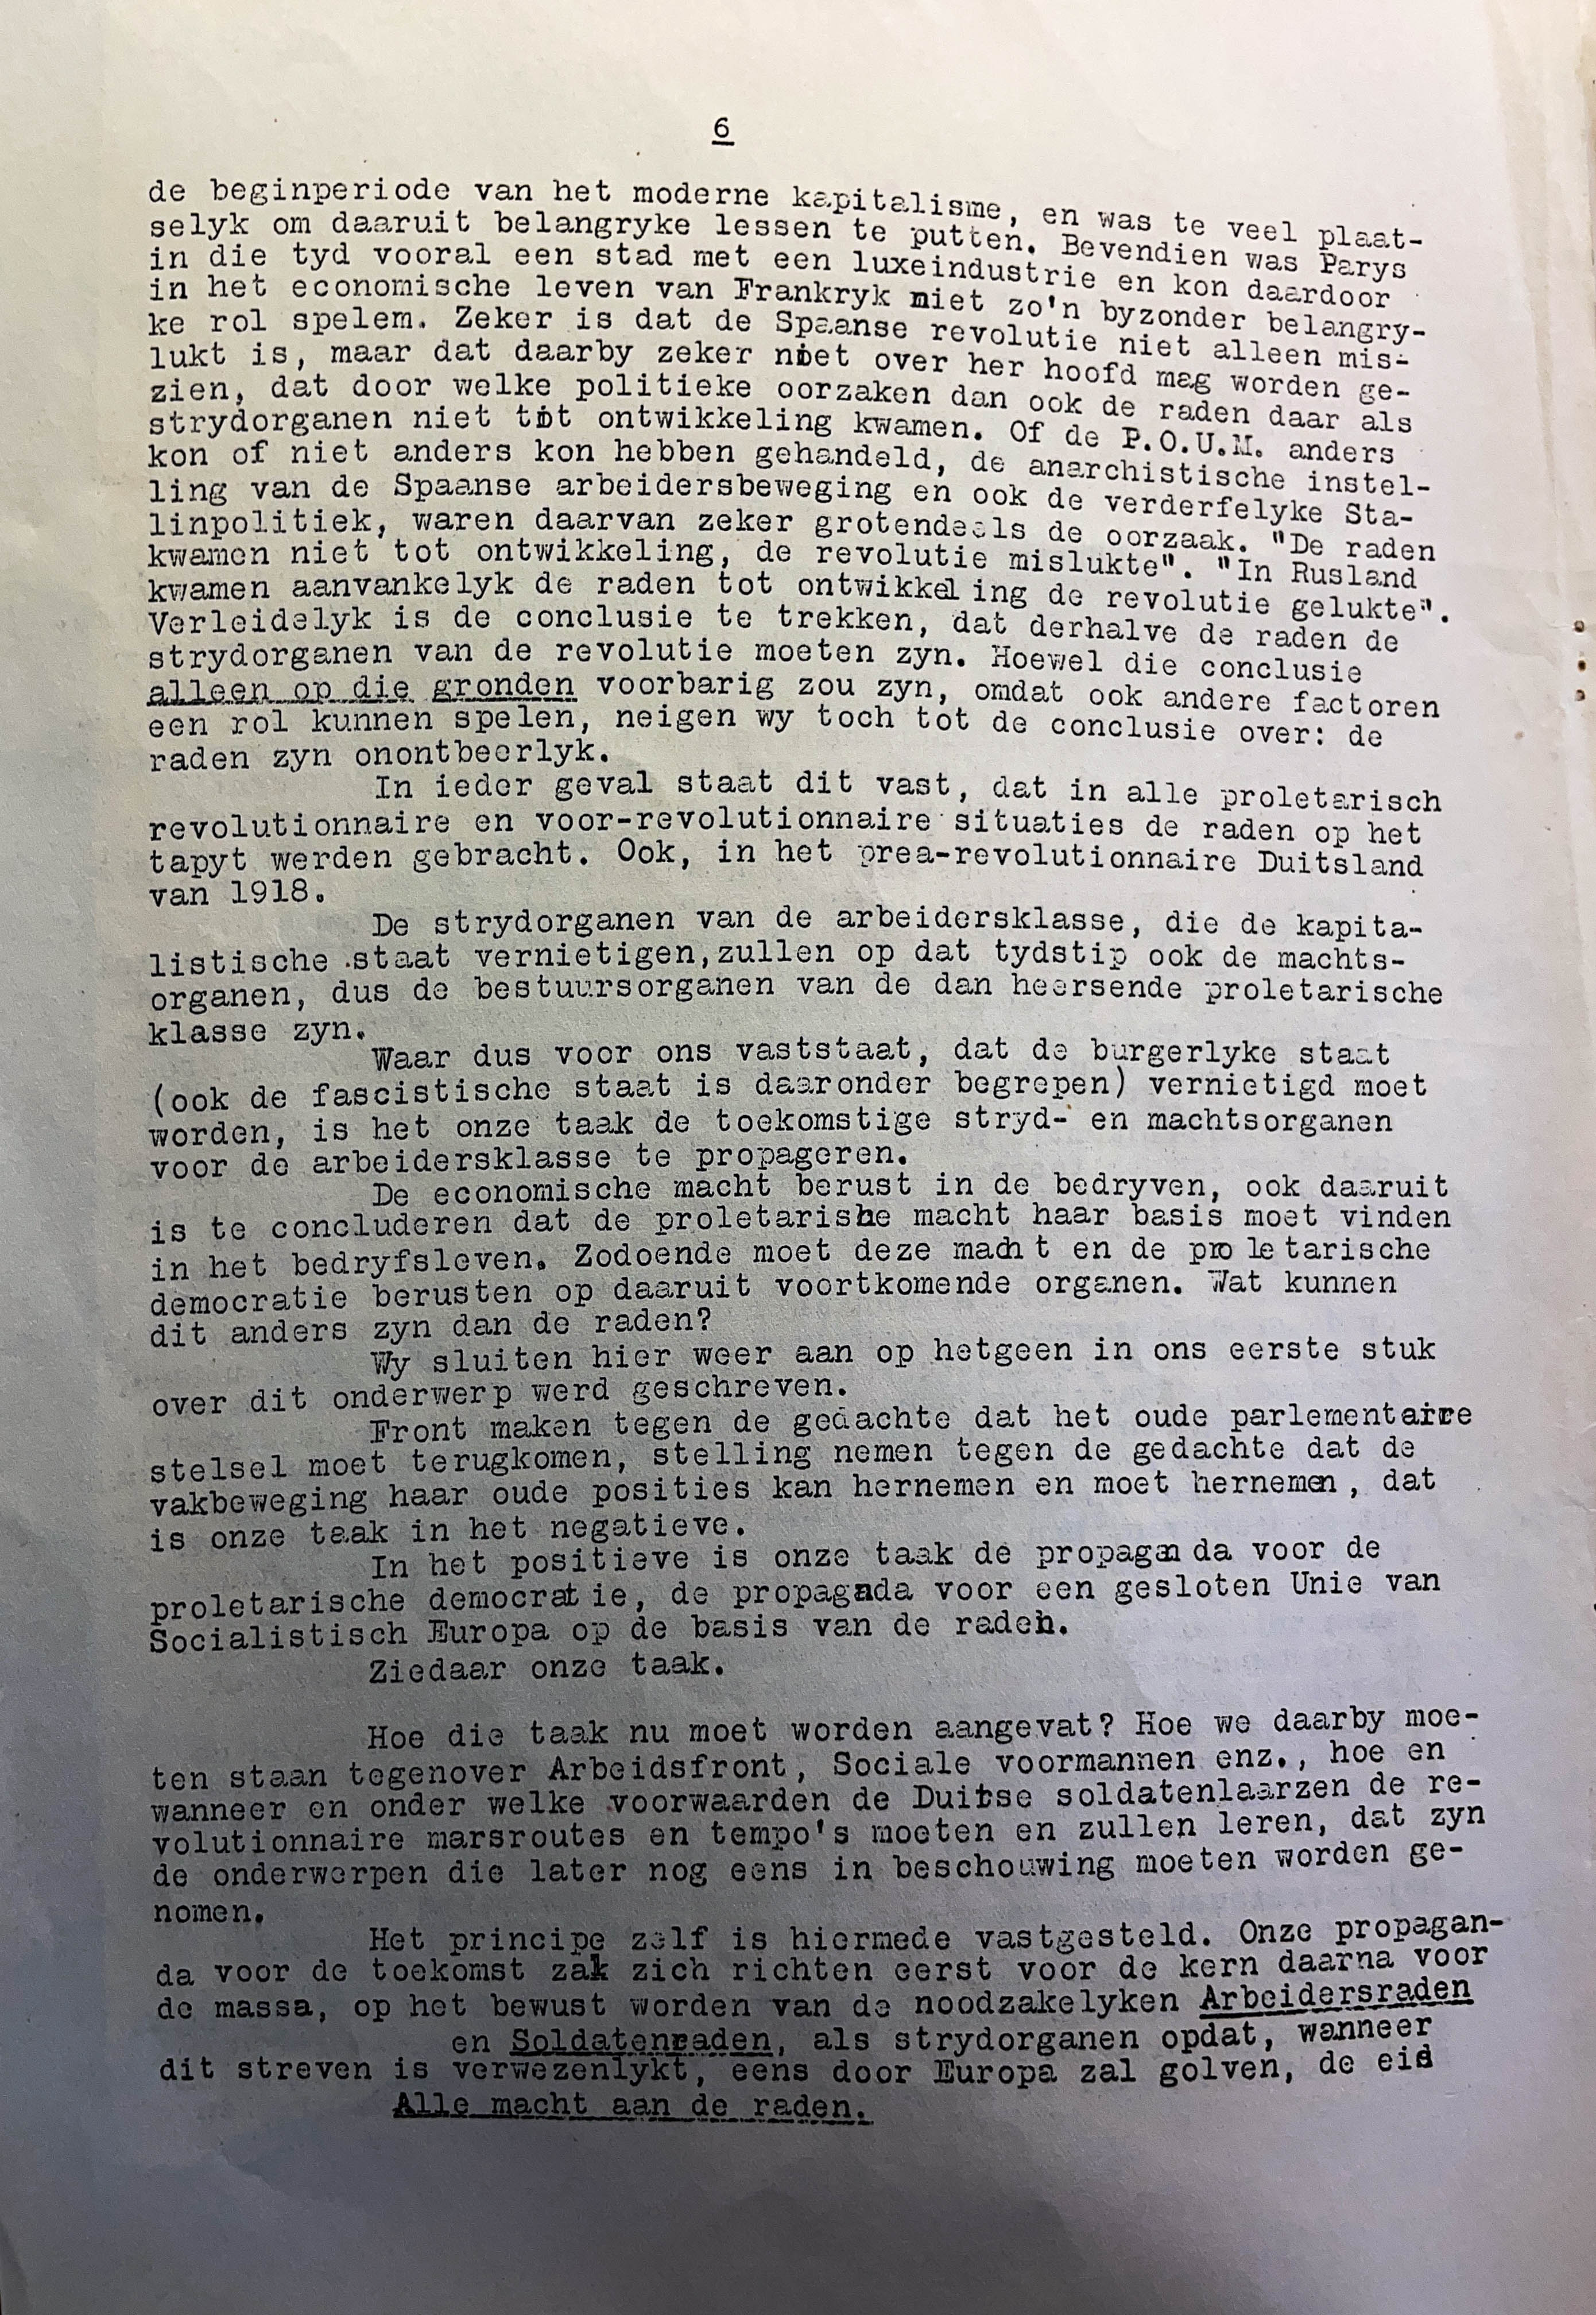 6
de beginperiode van het moderne kapitalisme, en was te veel plaat-
selyk om daaruit belangryke lessen te putten. Bevendien was Parys
in die tyd vooral een stad met een luxeindustrie en kon daardoor
in het economische leven van Frankryk niet zo'n byzonder belangry-
ke rol spelem. Zeker is dat de Spaanse revolutie niet alleen mis-
lukt is, maar dat daarby zeker niet over her hoofd mag worden ge-
zien, dat door welke politieke oorzaken dan ook de raden daar als
strydorganen niet tot ontwikkeling kwamen. Of de P.O.U.M. anders
kon of niet anders kon hebben gehandeld, de anarchistische instel-
ling van de Spaanse arbeidersbeweging en ook de verderfelyke Sta-
linpolitiek, waren daarvan zeker grotendeels de oorzaak. "De raden
kwamen niet tot ontwikkeling, de revolutie mislukte". "In Rusland
kwamen aanvankelyk de raden tot ontwikkeling de revolutie gelukte".
Verleidelyk is de conclusie te trekken, dat derhalve de raden de
strydorganen van de revolutie moeten zyn. Hoewel die conclusie
alleen op die gronden voorbarig zou zyn, omdat ook andere factoren
een rol kunnen spelen, neigen wy toch tot de conclusie over: de
raden zyn onontbeerlyk.
In ieder geval staat dit vast, dat in alle proletarisch
revolutionnaire en voor-revolutionnaire situaties de raden op het
tapyt werden gebracht. Ook, in het prea-revolutionnaire Duitsland
van 1918.
De strydorganen van de arbeidersklasse, die de kapita-
listische staat vernietigen, zullen op dat tydstip ook de machts-
organen, dus de bestuursorganen van de dan heersende proletarische
klasse zyn.
Waar dus voor ons vaststaat, dat de burgerlyke staat
(ook de fascistische staat is daaronder begrepen) vernietigd moet
worden, is het onze taak de toekomstige stryd- en machtsorganen
voor de arbeidersklasse te propageren.
De economische macht berust in de bedryven, ook daaruit
is te concluderen dat de proletarishe macht haar basis moet vinden
in het bedryfsleven. Zodoende moet deze macht en de proletarische
democratie berusten op daaruit voortkomende organen. Wat kunnen
dit anders zyn dan de raden?
Wy sluiten hier weer aan op hetgeen in ons eerste stuk
over dit onderwerp werd geschreven.
Front maken tegen de gedachte dat het oude parlementaire
stelsel moet terugkomen, stelling nemen tegen de gedachte dat de
vakbeweging haar oude posities kan hernemen en moet hernemen, dat
is onze taak in het negatieve.
In het positieve is onze taak de propaganda voor de
proletarische democratie, de propagnda voor een gesloten Unie van
Socialistisch Europa op de basis van de raden.
Ziedaar onze taak.
Hoe die taak nu moet worden aangevat? Hoe we daarby moe-
ten staan tegenover Arbeidsfront, Sociale voormannen enz., hoe en
wanneer en onder welke voorwaarden de Duitse soldatenlaarzen de re-
volutionnaire marsroutes en tempo's moeten en zullen leren, dat zyn
de onderwerpen die later nog eens in beschouwing moeten worden ge-
nomen.
Het principe zelf is hiermede vastgesteld. Onze propagan-
da voor de toekomst zal zich richten eerst voor de kern daarna voor
de massa, op het bewust worden van de noodzakelyken Arbeidersraden
en Soldatenraden, als strydorganen opdat, wanneer
dit streven is verwezenlykt, eens door Europa zal golven, de eis
Alle macht aan de raden.